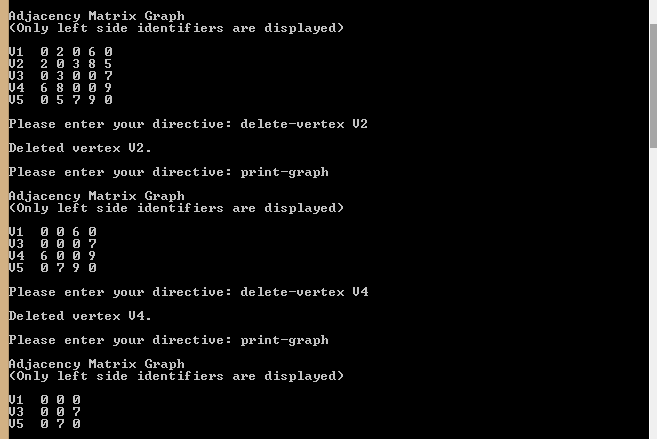 Adjacency Matrix Graph
(Only left side identifiers are displayed)
V1  0 2 0 6 0
V2  2 0 3 8 5
V3  0 3 0 0 7
V4  6 8 0 0 9
V5  0 5 7 9 0
Please enter your directive: delete-vertex V2
Deleted vertex V2.
Please enter your directive: print-graph
Adjacency Matrix Graph
(Only left side identifiers are displayed)
V1  0 0 6 0
V3  0 0 0 7
V4  6 0 0 9
V5  0 7 9 0
Please enter your directive: delete-vertex V4
Deleted vertex V4.
Please enter your directive: print-graph
Adjacency Matrix Graph
(Only left side identifiers are displayed)
V1  0 0 0
V3  0 0 7
V5  0 7 0